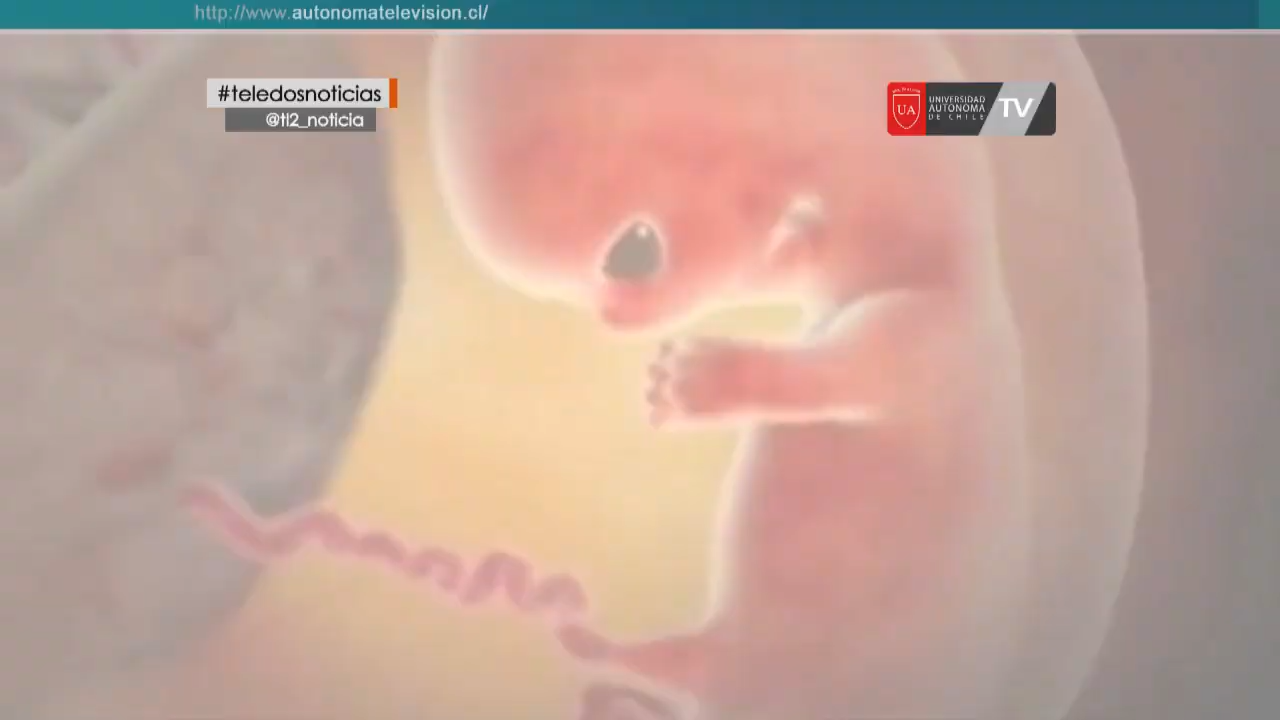 http://www.autonomatelevision.cl/
#teledosnoticias
@tl2_noticia
UA
UNIVERSIDAD
AUTÓNOMA
DE CHILE
TV